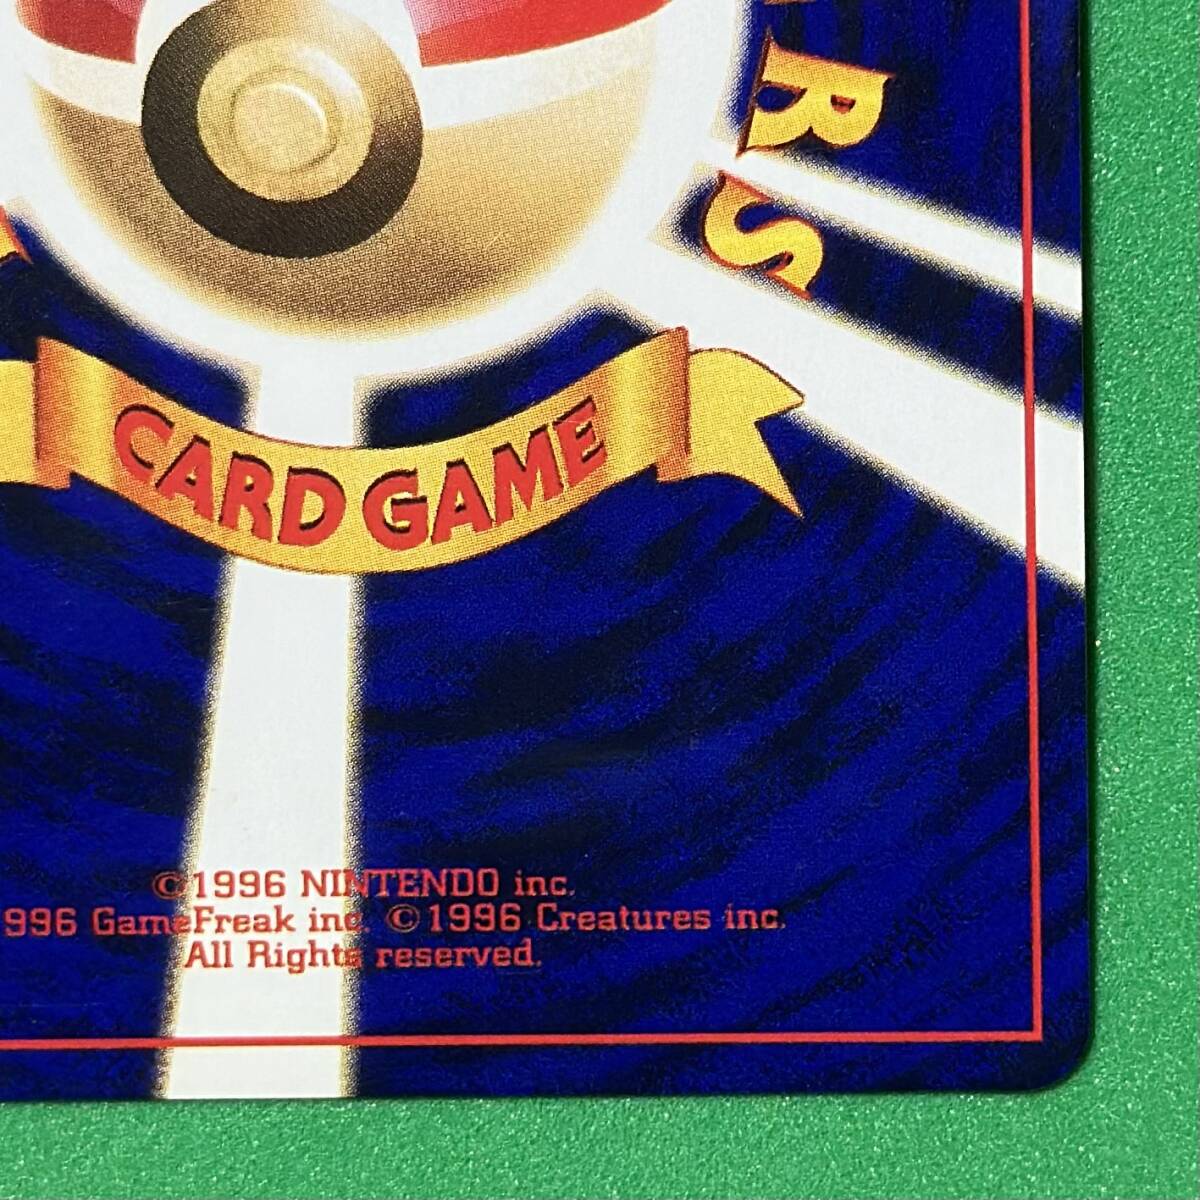 RS
CARD GAME
©1996 NINTENDO inc.
996 GameFreak inc. ©1996 Creatures inc.
All Rights reserved.